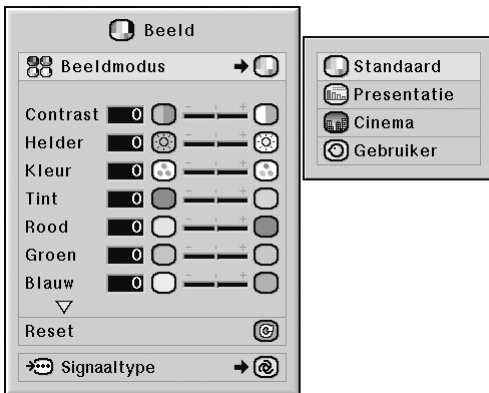 Beeld
Beeldmodus
Contrast 0
Helder 0
Kleur 0
Tint 0
Rood 0
Groen 0
Blauw 0
Reset
Signaaltype
Standaard
Presentatie
Cinema
Gebruiker